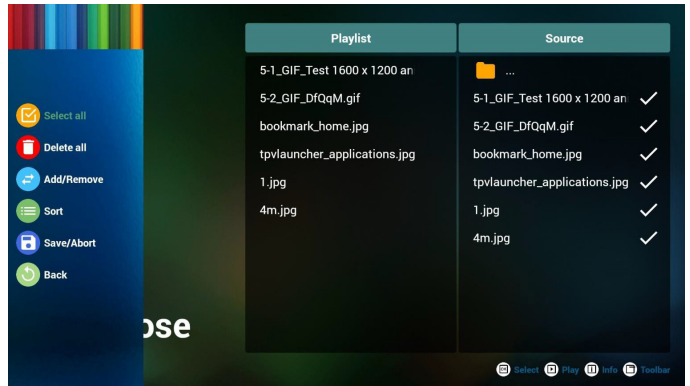 Playlist
Source
Select all
Delete all
Add/Remove
Sort
Save/Abort
Back
5-1_GIF_Test 1600 x 1200 an
5-2_GIF_DfQqM.gif
bookmark_home.jpg
tpvlauncher_applications.jpg
1.jpg
4m.jpg
...
5-1_GIF_Test 1600 x 1200 an
5-2_GIF_DfQqM.gif
bookmark_home.jpg
tpvlauncher_applications.jpg
1.jpg
4m.jpg
ose
Select Play Info Toolbar